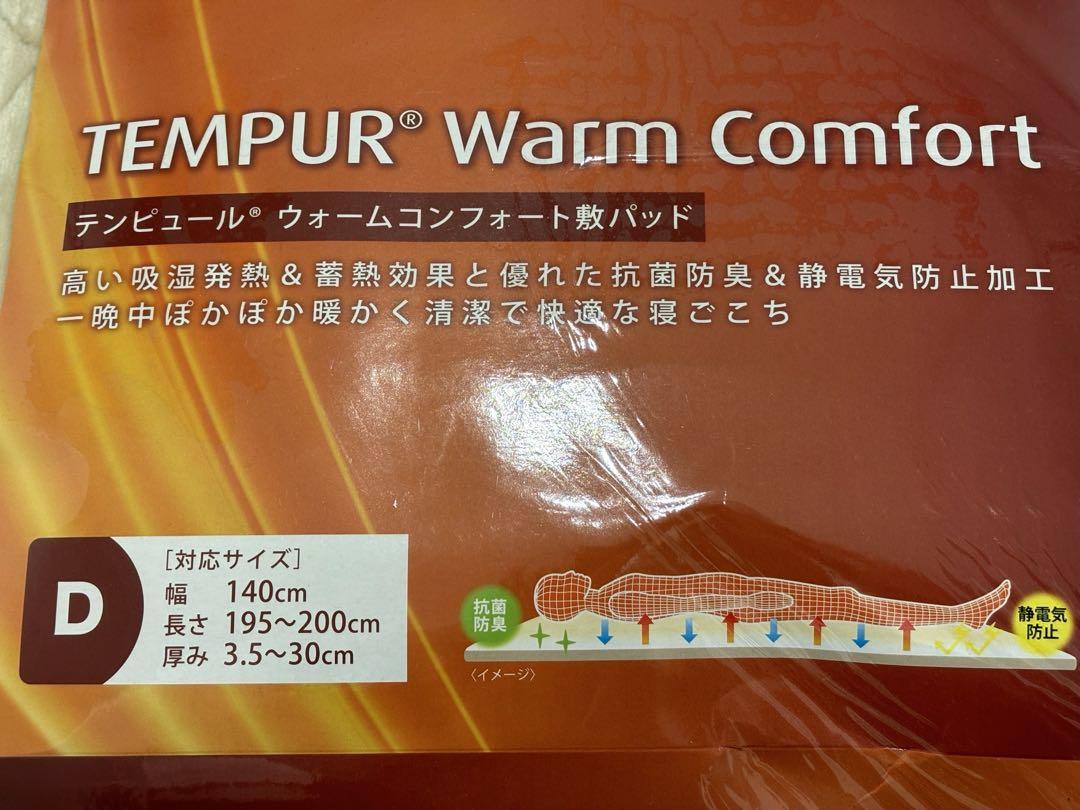 TEMPUR® Warm Comfort
テンピュール® ウォームコンフォート敷パッド
高い吸湿発熱&蓄熱効果と優れた抗菌防臭&静電気防止加工
一晩中ぽかぽか暖かく清潔で快適な寝ごこち
D
[対応サイズ]
幅 140cm
長さ 195〜200cm
厚み 3.5〜30cm
抗菌
防臭
静電気
防止
〈イメージ〉